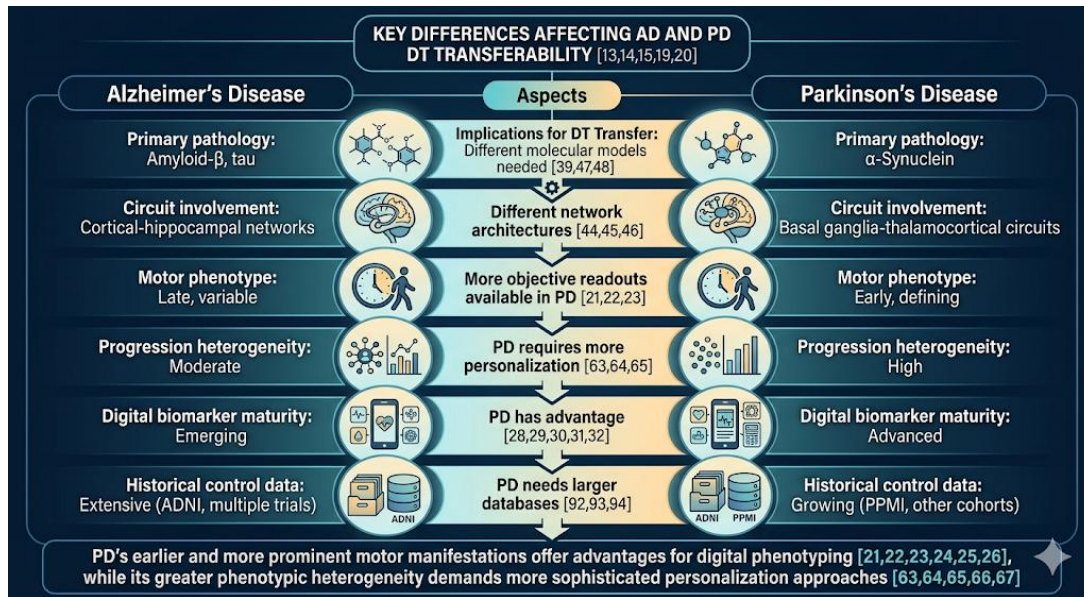 KEY DIFFERENCES AFFECTING AD AND PD
DT TRANSFERABILITY [13,14,15,19,20]
Alzheimer's Disease
Aspects
Parkinson's Disease
Primary pathology:
Amyloid-β, tau
Implications for DT Transfer:
Different molecular models
needed [39,47,48]
Primary pathology:
α-Synuclein
Circuit involvement:
Cortical-hippocampal networks
Different network
architectures [44,45,46]
Circuit involvement:
Basal ganglia-thalamocortical circuits
Motor phenotype:
Late, variable
More objective readouts
available in PD [21,22,23]
Motor phenotype:
Early, defining
Progression heterogeneity:
Moderate
PD requires more
personalization [63,64,65]
Progression heterogeneity:
High
Digital biomarker maturity:
Emerging
PD has advantage
[28,29,30,31,32]
Digital biomarker maturity:
Advanced
Historical control data:
Extensive (ADNI, multiple trials)
ADNI
PD needs larger
databases [92,93,94]
ADNI PPMI
Historical control data:
Growing (PPMI, other cohorts)
PD's earlier and more prominent motor manifestations offer advantages for digital phenotyping [21,22,23,24,25,26],
while its greater phenotypic heterogeneity demands more sophisticated personalization approaches [63,64,65,66,67]